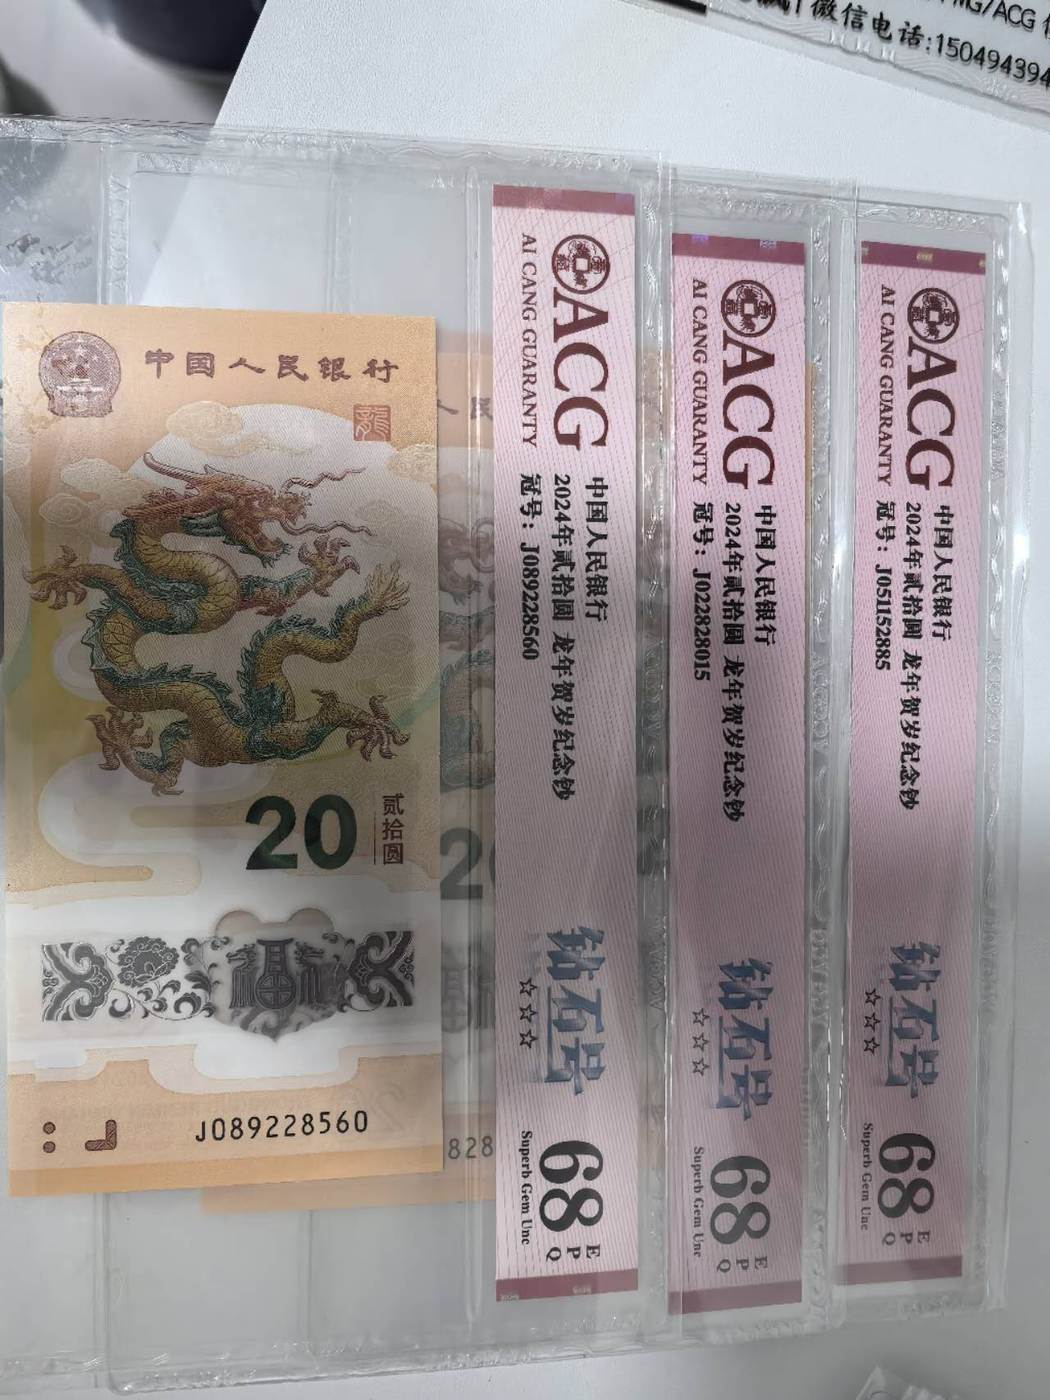 微信电话:150494394
中国人民银行
龍
20
贰拾圆
J089228560
828
ACG
AI CANG GUARANTY
中国人民银行
2024年贰拾圆 龙年贺岁纪念钞
冠号：J089228560
钻石号
☆☆☆
68
EPQ
Superb Gem Unc
ACG
AI CANG GUARANTY
中国人民银行
2024年贰拾圆 龙年贺岁纪念钞
冠号：J022828015
钻石号
☆☆☆
68
EPQ
Superb Gem Unc
ACG
AI CANG GUARANTY
中国人民银行
2024年贰拾圆 龙年贺岁纪念钞
冠号：J051152885
钻石号
☆☆☆
68
EPQ
Superb Gem Unc